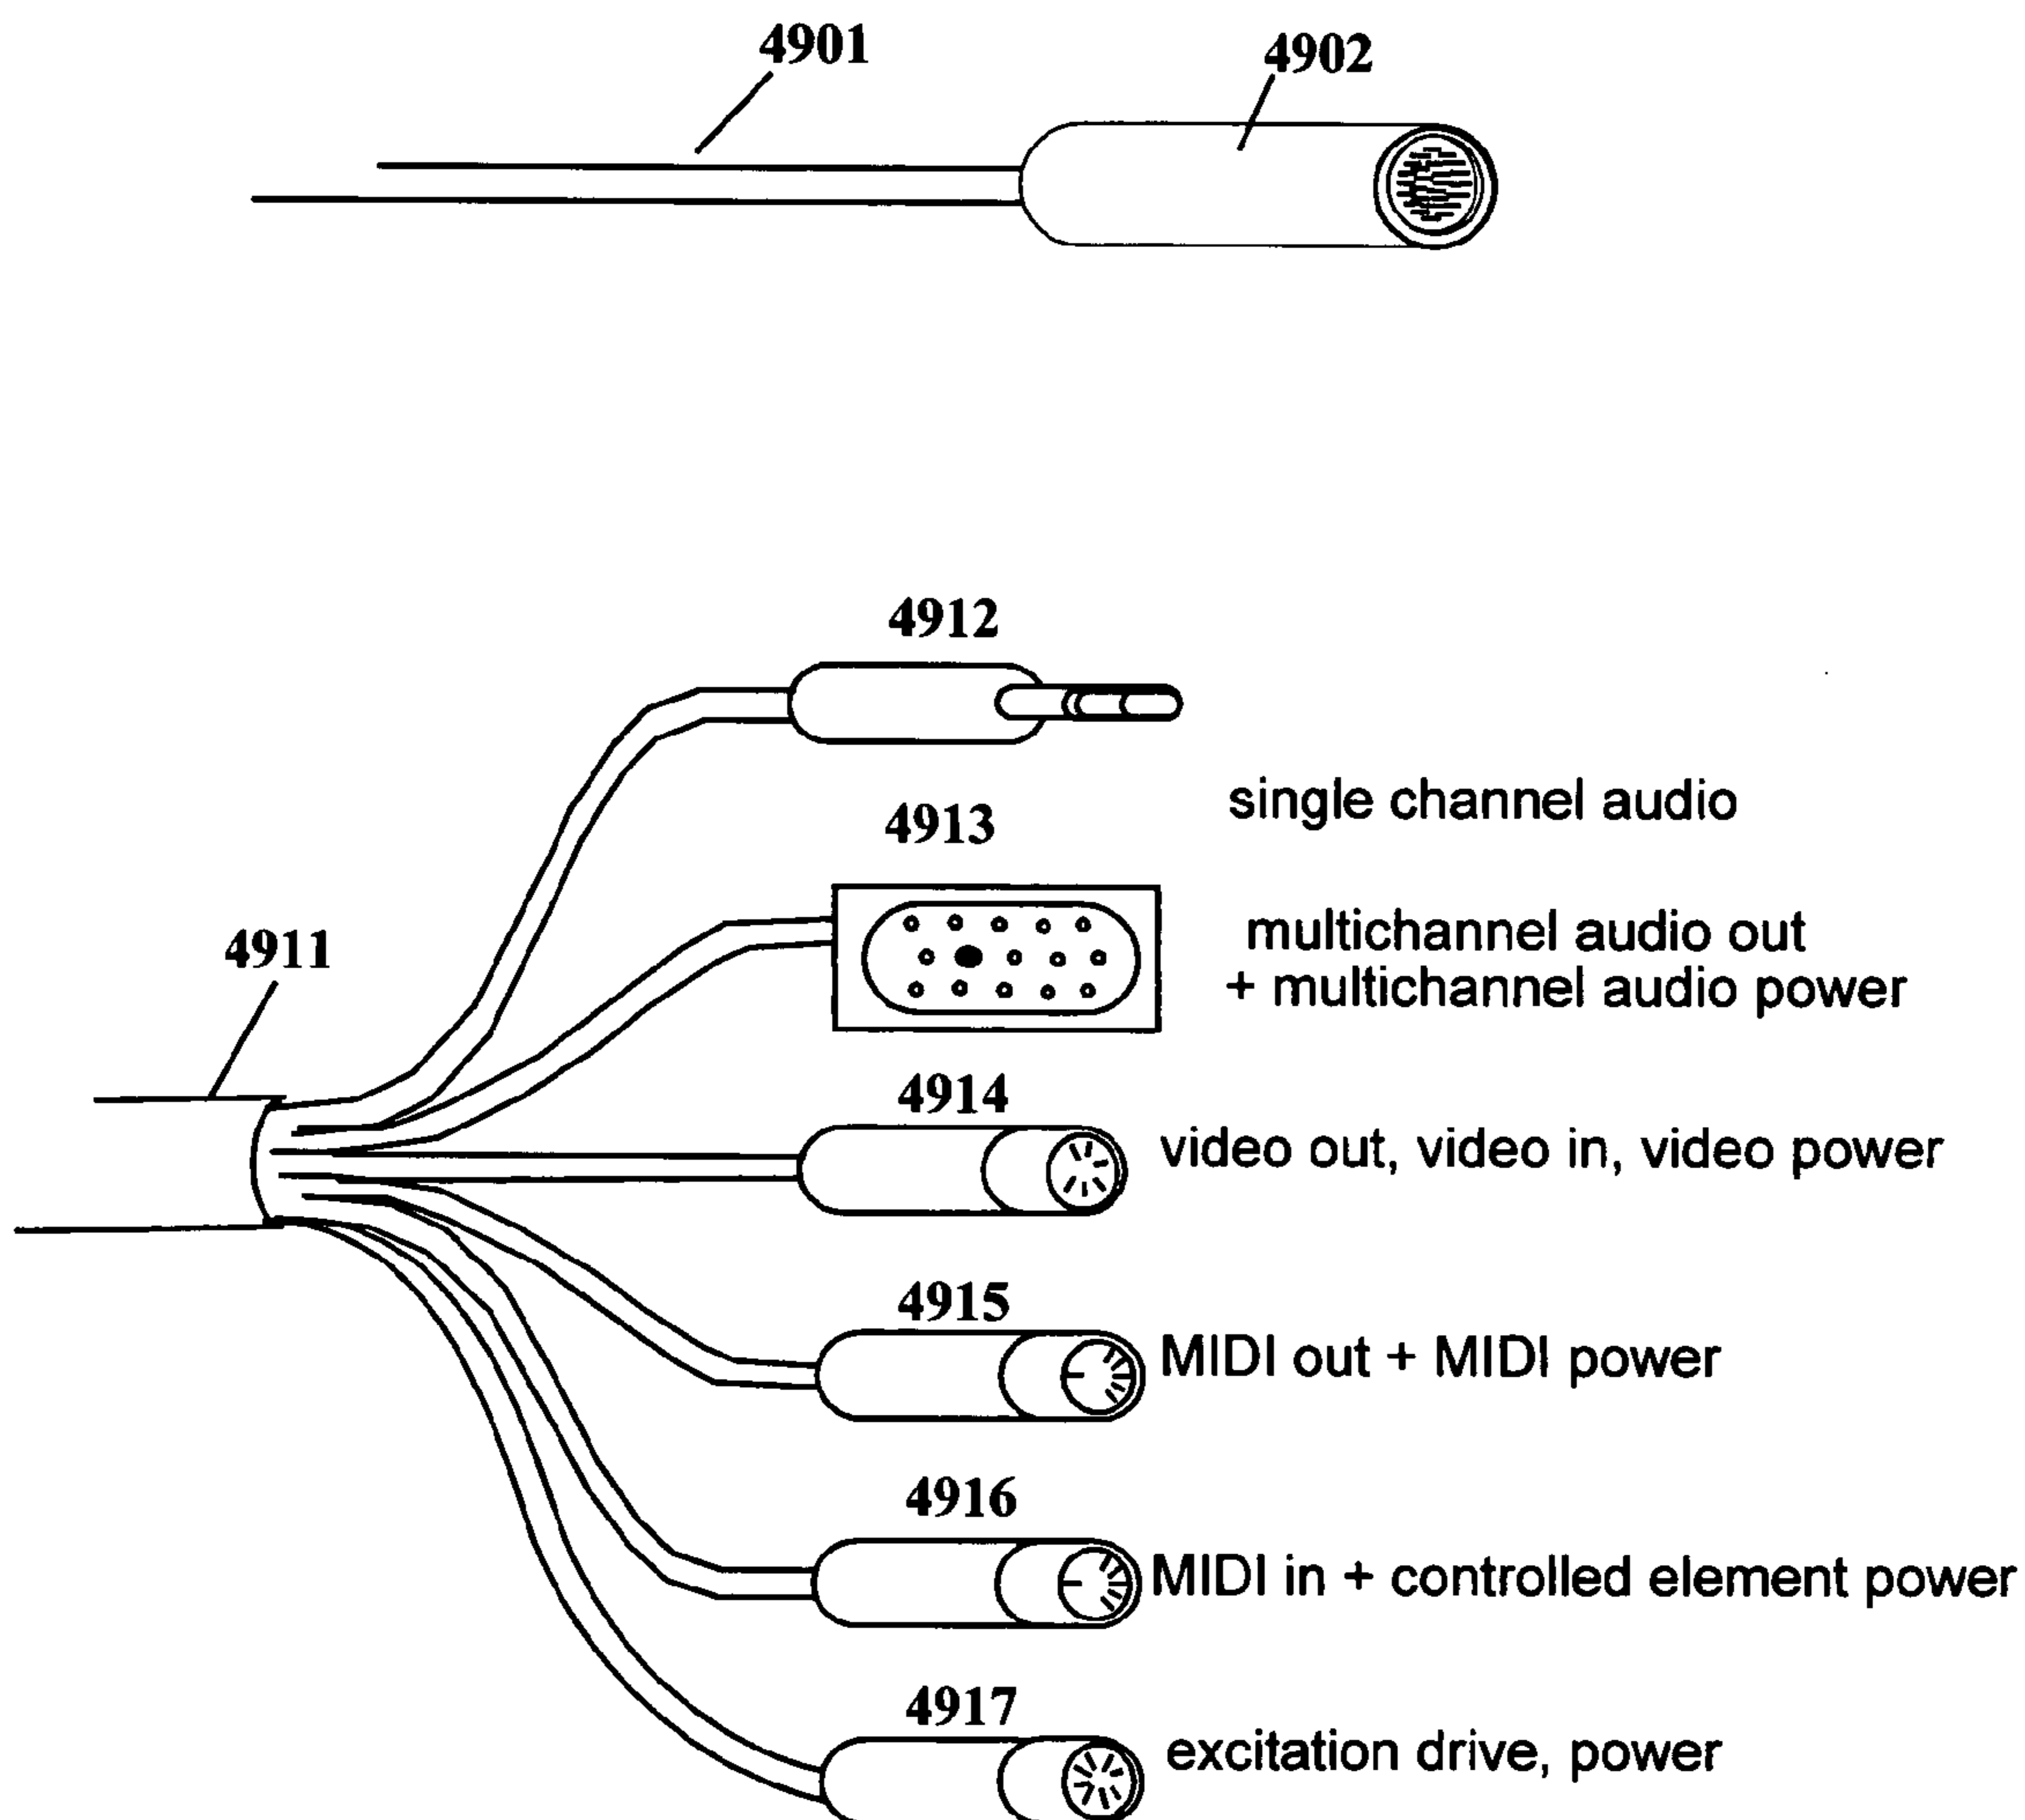 4901
4902
4912
single channel audio
4913
multichannel audio out
+ multichannel audio power
4911
4914
video out, video in, video power
4915
MIDI out + MIDI power
4916
MIDI in + controlled element power
4917
excitation drive, power